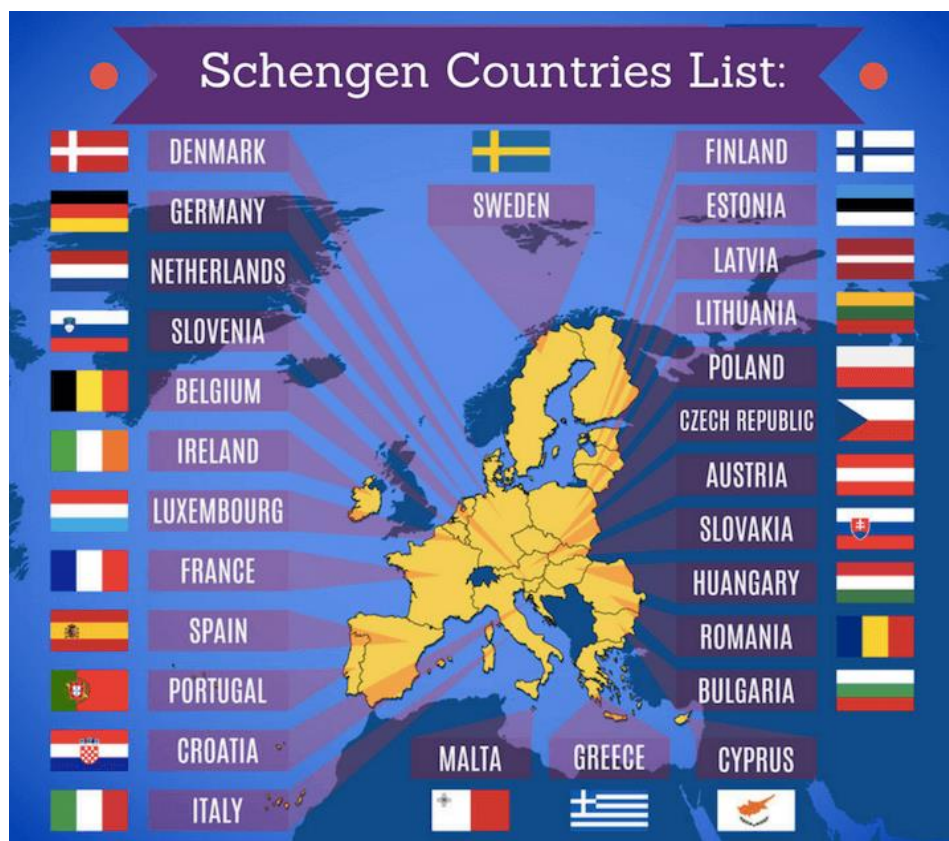 Schengen Countries List:
DENMARK
GERMANY
NETHERLANDS
SLOVENIA
BELGIUM
IRELAND
LUXEMBOURG
FRANCE
SPAIN
PORTUGAL
CROATIA
ITALY
SWEDEN
FINLAND
ESTONIA
LATVIA
LITHUANIA
POLAND
CZECH REPUBLIC
AUSTRIA
SLOVAKIA
HUANGARY
ROMANIA
BULGARIA
MALTA
GREECE
CYPRUS